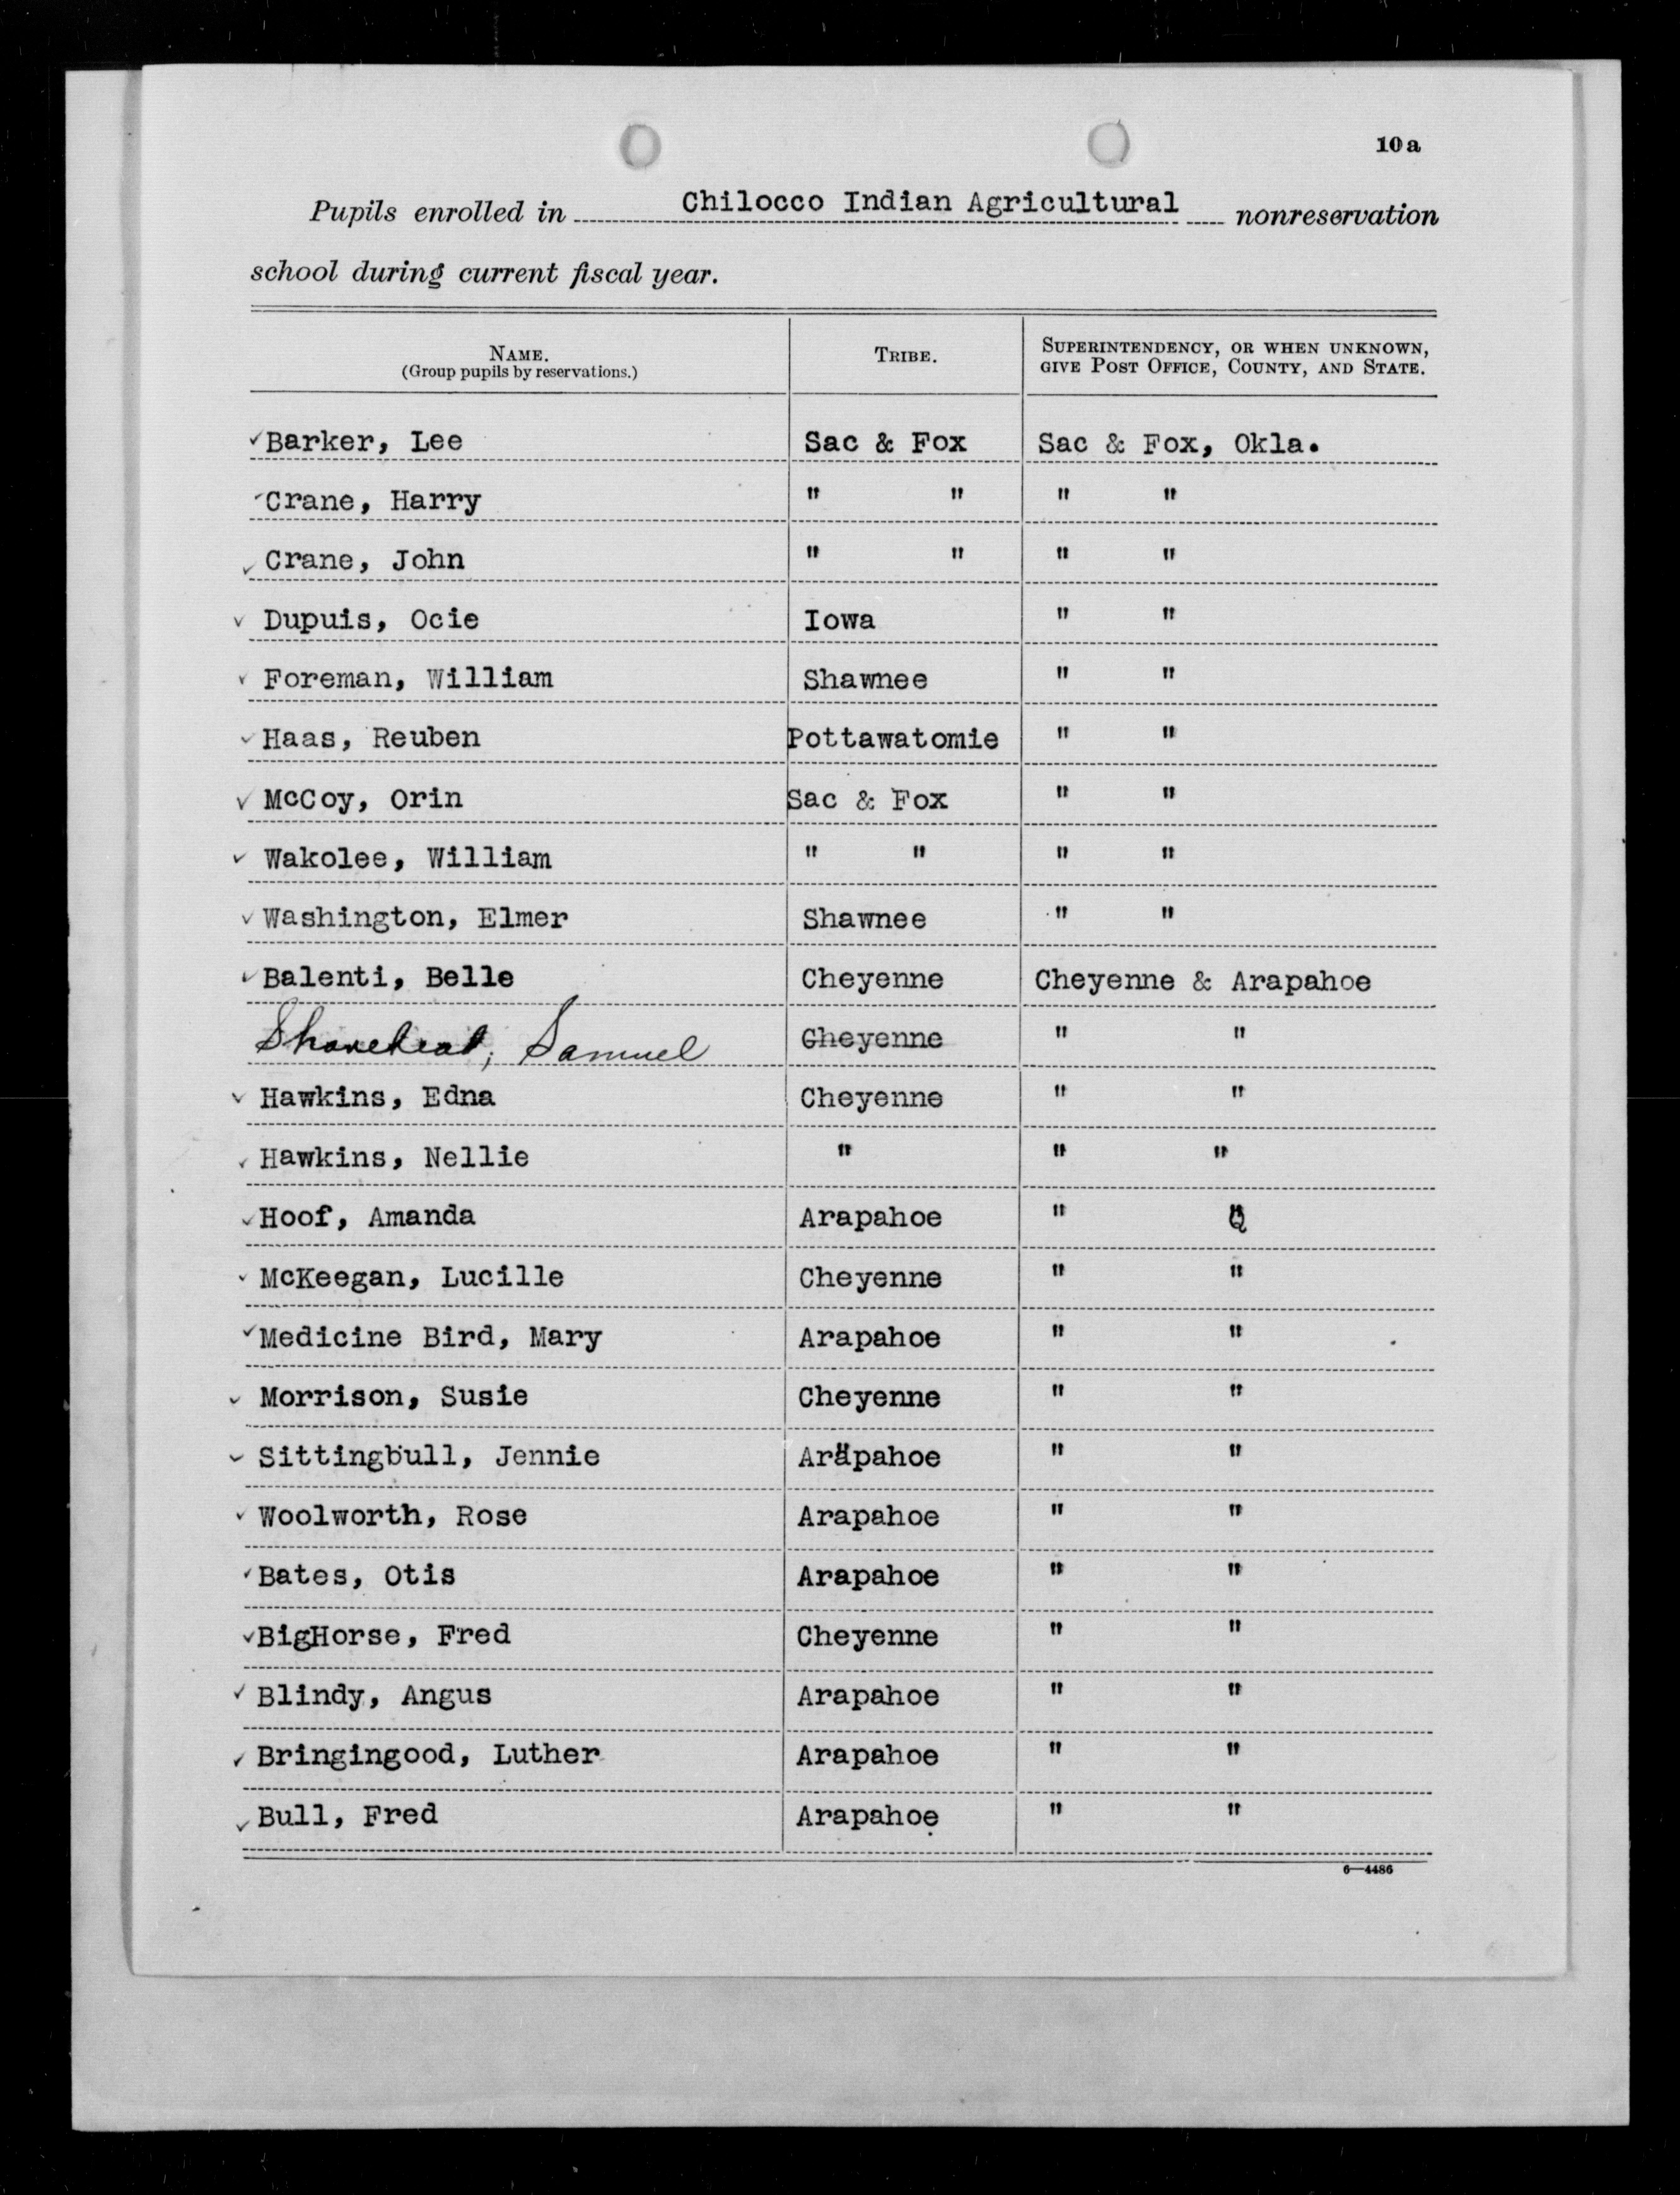 10a
Pupils enrolled in Chilocco Indian Agricultural nonreservation
school during current fiscal year.
NAME. TRIBE. SUPERINTENDENCY, OR WHEN UNKNOWN,
(Group pupils by reservations.) GIVE POST OFFICE, COUNTY, AND STATE.
✓Barker, Lee Sac & Fox Sac & Fox, Okla.
✓Crane, Harry " " " "
✓Crane, John " " " "
✓Dupuis, Ocie Iowa " "
✓Foreman, William Shawnee " "
✓Haas, Reuben Pottawatomie " "
✓McCoy, Orin Sac & Fox " "
✓Wakolee, William " " " "
✓Washington, Elmer Shawnee " "
✓Balenti, Belle Cheyenne Cheyenne & Arapahoe
Shavehead, Samuel Cheyenne " "
✓Hawkins, Edna Cheyenne " "
✓Hawkins, Nellie " " "
✓Hoof, Amanda Arapahoe " "
✓McKeegan, Lucille Cheyenne " "
✓Medicine Bird, Mary Arapahoe " "
✓Morrison, Susie Cheyenne " "
✓Sittingbull, Jennie Arapahoe " "
✓Woolworth, Rose Arapahoe " "
✓Bates, Otis Arapahoe " "
✓BigHorse, Fred Cheyenne " "
✓Blindy, Angus Arapahoe " "
✓Bringingood, Luther Arapahoe " "
✓Bull, Fred Arapahoe " "
6—4486